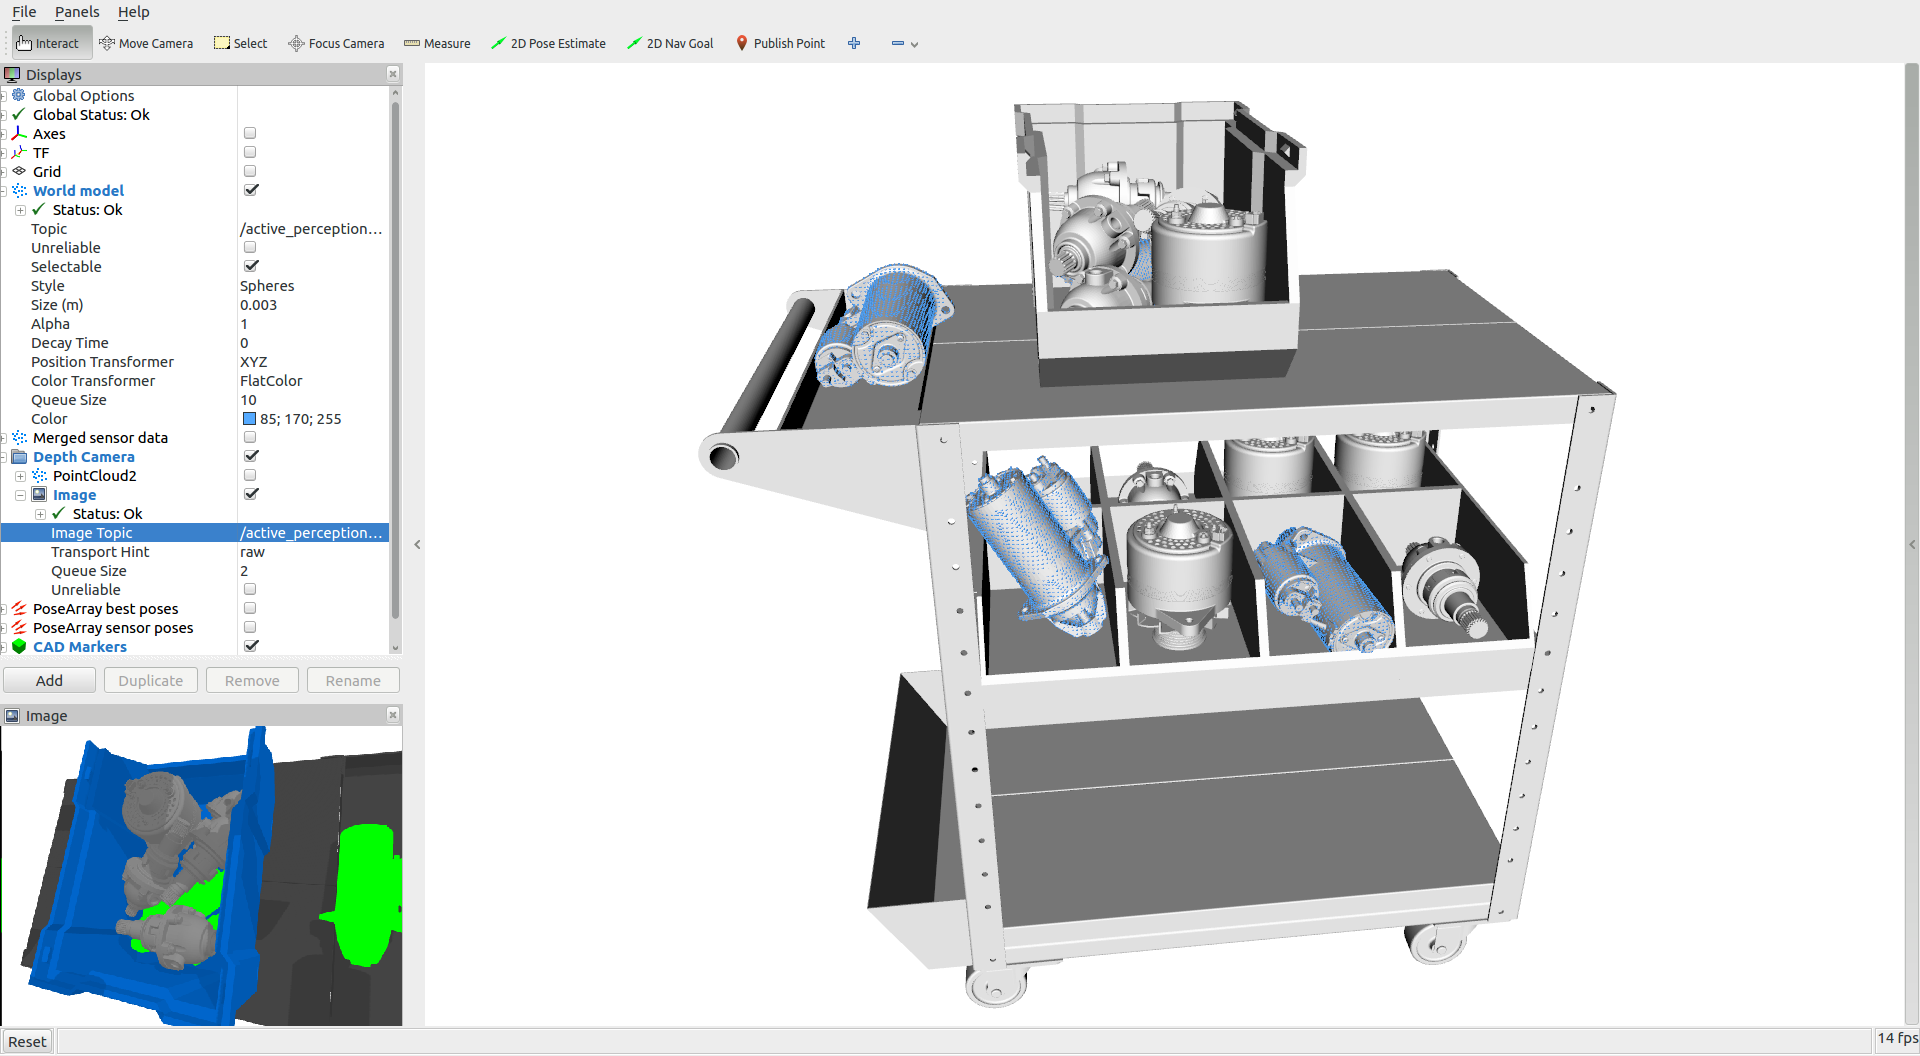 File Panels Help
Interact Move Camera Select Focus Camera Measure 2D Pose Estimate 2D Nav Goal Publish Point
Displays
Global Options
Global Status: Ok
Axes
TF
Grid
World model
Status: Ok
Topic /active_perception...
Unreliable
Selectable
Style Spheres
Size (m) 0.003
Alpha 1
Decay Time 0
Position Transformer XYZ
Color Transformer FlatColor
Queue Size 10
Color 85; 170; 255
Merged sensor data
Depth Camera
PointCloud2
Image
Status: Ok
Image Topic /active_perception...
Transport Hint raw
Queue Size 2
Unreliable
PoseArray best poses
PoseArray sensor poses
CAD Markers
Add Duplicate Remove Rename
Image
Reset 14 fps